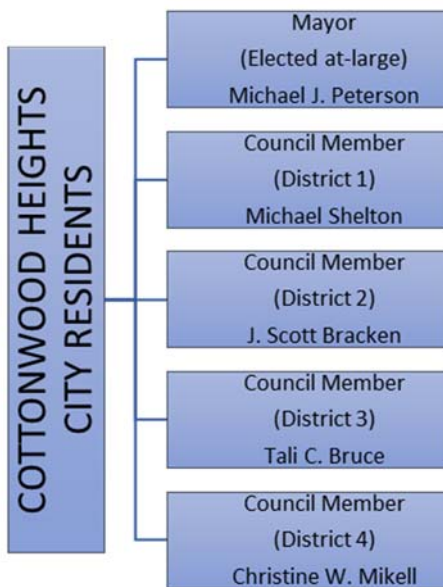 COTTONWOOD HEIGHTS
CITY RESIDENTS
Mayor
(Elected at-large)
Michael J. Peterson
Council Member
(District 1)
Michael Shelton
Council Member
(District 2)
J. Scott Bracken
Council Member
(District 3)
Tali C. Bruce
Council Member
(District 4)
Christine W. Mikell